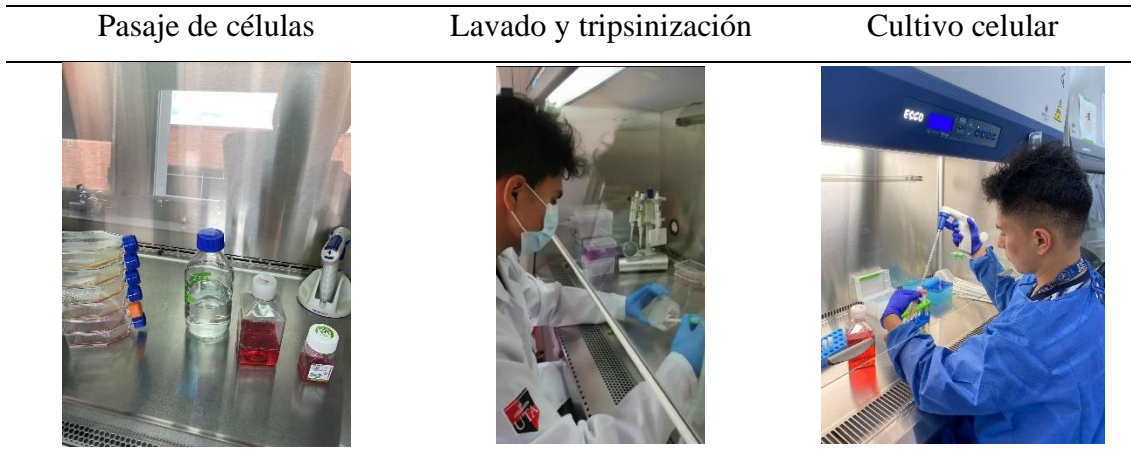 Pasaje de células
Lavado y tripsinización
Cultivo celular
ESCO